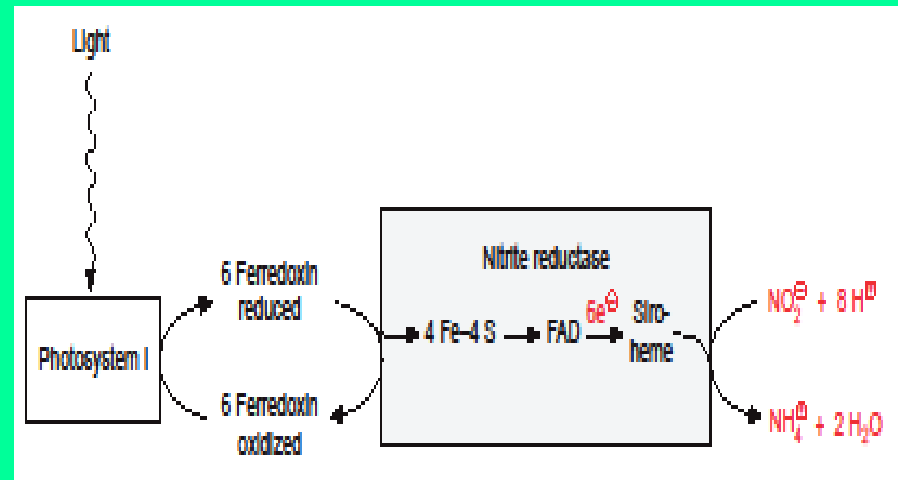 Light
Nitrite reductase
6 Ferredoxin
reduced
4 Fe–4 S
FAD
6e⊖
Siro-
heme
NO₂⊖ + 8 H⊕
Photosystem I
6 Ferredoxin
oxidized
NH₄⊕ + 2 H₂O